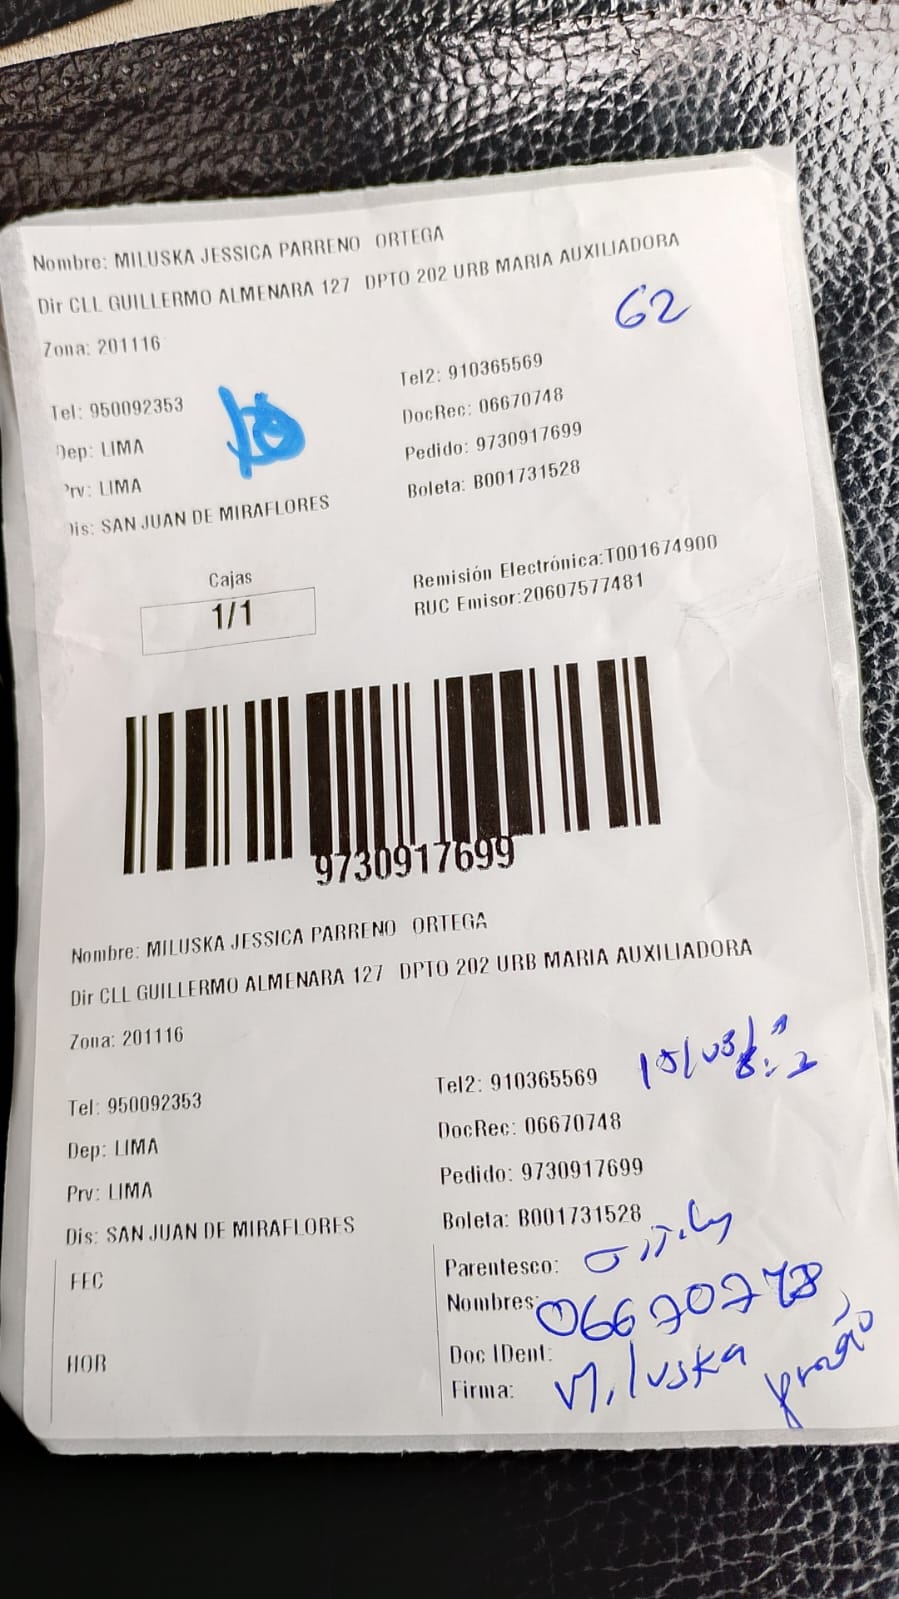 Nombre: MILUSKA JESSICA PARRENO ORTEGA
Dir CLL GUILLERMO ALMENARA 127 DPTO 202 URB MARIA AUXILIADORA
62
Zona: 201116
Tel: 950092353
Tel2: 910365569
Dep: LIMA
DocRec: 06670748
Prv: LIMA
Pedido: 9730917699
Dis: SAN JUAN DE MIRAFLORES
Boleta: B001731528
Cajas
1/1
Remisión Electrónica:T001674900
RUC Emisor:20607577481
9730917699
Nombre: MILUSKA JESSICA PARRENO ORTEGA
Dir CLL GUILLERMO ALMENARA 127 DPTO 202 URB MARIA AUXILIADORA
Zona: 201116
Tel: 950092353
Tel2: 910365569
Dep: LIMA
DocRec: 06670748
Prv: LIMA
Pedido: 9730917699
Dis: SAN JUAN DE MIRAFLORES
Boleta: B001731528
FEC
Parentesco:
Nombres:
HOR
Doc IDent:
Firma: Miluska